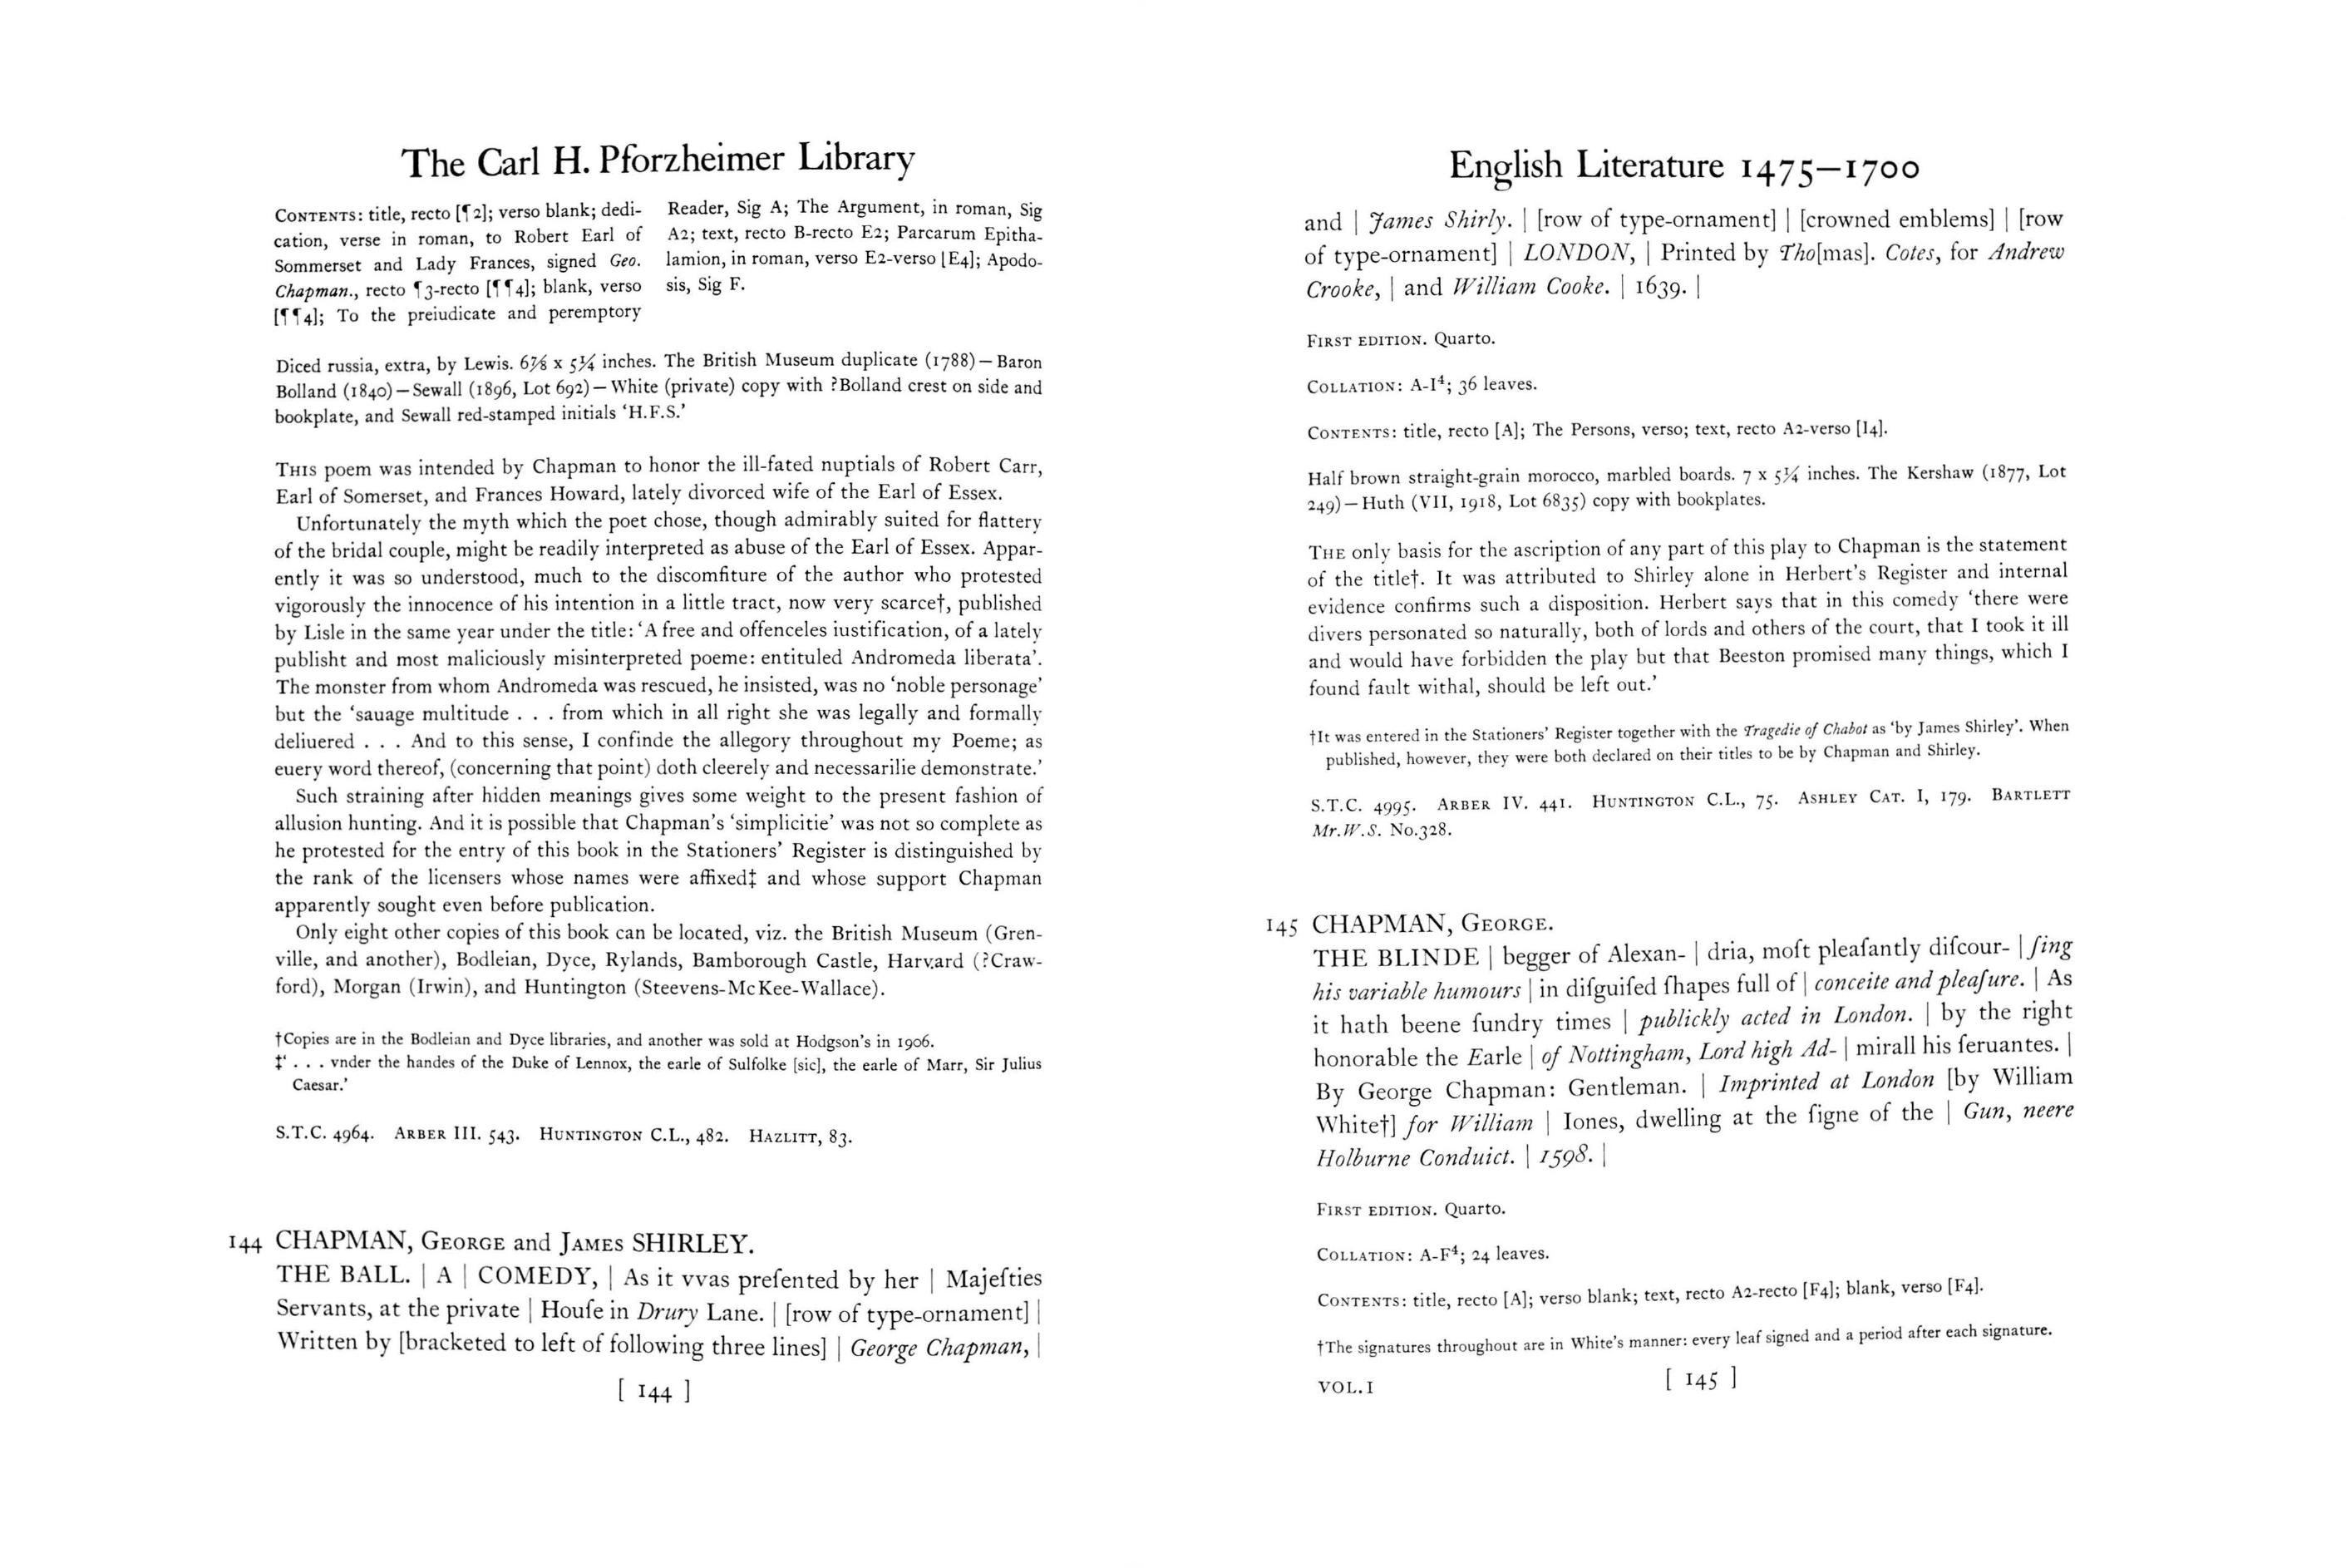 The Carl H. Pforzheimer Library
CONTENTS: title, recto [¶2]; verso blank; dedi-
cation, verse in roman, to Robert Earl of
Sommerset and Lady Frances, signed Geo.
Chapman., recto ¶3-recto [¶¶4]; blank, verso
[¶¶4]; To the preiudicate and peremptory
Reader, Sig A; The Argument, in roman, Sig
A2; text, recto B-recto E2; Parcarum Epitha-
lamion, in roman, verso E2-verso [E4]; Apodo-
sis, Sig F.
Diced russia, extra, by Lewis. 6⅞ x 5¼ inches. The British Museum duplicate (1788)—Baron
Bolland (1840)—Sewall (1896, Lot 692)—White (private) copy with ?Bolland crest on side and
bookplate, and Sewall red-stamped initials ‘H.F.S.’
THIS poem was intended by Chapman to honor the ill-fated nuptials of Robert Carr,
Earl of Somerset, and Frances Howard, lately divorced wife of the Earl of Essex.
Unfortunately the myth which the poet chose, though admirably suited for flattery
of the bridal couple, might be readily interpreted as abuse of the Earl of Essex. Appar-
ently it was so understood, much to the discomfiture of the author who protested
vigorously the innocence of his intention in a little tract, now very scarce†, published
by Lisle in the same year under the title: ‘A free and offenceles iustification, of a lately
publisht and most maliciously misinterpreted poeme: entituled Andromeda liberata’.
The monster from whom Andromeda was rescued, he insisted, was no ‘noble personage’
but the ‘sauage multitude . . . from which in all right she was legally and formally
deliuered . . . And to this sense, I confinde the allegory throughout my Poeme; as
euery word thereof, (concerning that point) doth cleerely and necessarilie demonstrate.’
Such straining after hidden meanings gives some weight to the present fashion of
allusion hunting. And it is possible that Chapman’s ‘simplicitie’ was not so complete as
he protested for the entry of this book in the Stationers’ Register is distinguished by
the rank of the licensers whose names were affixed‡ and whose support Chapman
apparently sought even before publication.
Only eight other copies of this book can be located, viz. the British Museum (Gren-
ville, and another), Bodleian, Dyce, Rylands, Bamborough Castle, Harvard (?Craw-
ford), Morgan (Irwin), and Huntington (Steevens-McKee-Wallace).
†Copies are in the Bodleian and Dyce libraries, and another was sold at Hodgson’s in 1906.
‡‘ . . . vnder the handes of the Duke of Lennox, the earle of Sulfolke [sic], the earle of Marr, Sir Julius
Caesar.’
S.T.C. 4964. ARBER III. 543. HUNTINGTON C.L., 482. HAZLITT, 83.
144 CHAPMAN, GEORGE and JAMES SHIRLEY.
THE BALL. | A | COMEDY, | As it vvas preſented by her | Majeſties
Servants, at the private | Houſe in Drury Lane. | [row of type-ornament] |
Written by [bracketed to left of following three lines] | George Chapman, |
[ 144 ]
English Literature 1475–1700
and | James Shirly. | [row of type-ornament] | [crowned emblems] | [row
of type-ornament] | LONDON, | Printed by Tho[mas]. Cotes, for Andrew
Crooke, | and William Cooke. | 1639. |
FIRST EDITION. Quarto.
COLLATION: A-I⁴; 36 leaves.
CONTENTS: title, recto [A]; The Persons, verso; text, recto A2-verso [I4].
Half brown straight-grain morocco, marbled boards. 7 x 5¼ inches. The Kershaw (1877, Lot
249)—Huth (VII, 1918, Lot 6835) copy with bookplates.
THE only basis for the ascription of any part of this play to Chapman is the statement
of the title†. It was attributed to Shirley alone in Herbert’s Register and internal
evidence confirms such a disposition. Herbert says that in this comedy ‘there were
divers personated so naturally, both of lords and others of the court, that I took it ill
and would have forbidden the play but that Beeston promised many things, which I
found fault withal, should be left out.’
†It was entered in the Stationers’ Register together with the Tragedie of Chabot as ‘by James Shirley’. When
published, however, they were both declared on their titles to be by Chapman and Shirley.
S.T.C. 4995. ARBER IV. 441. HUNTINGTON C.L., 75. ASHLEY CAT. I, 179. BARTLETT
Mr.W.S. No.328.
145 CHAPMAN, GEORGE.
THE BLINDE | begger of Alexan- | dria, moſt pleaſantly diſcour- | ſing
his variable humours | in diſguiſed ſhapes full of | conceite and pleaſure. | As
it hath beene ſundry times | publickly acted in London. | by the right
honorable the Earle | of Nottingham, Lord high Ad- | mirall his ſeruantes. |
By George Chapman: Gentleman. | Imprinted at London [by William
White†] for William | Iones, dwelling at the ſigne of the | Gun, neere
Holburne Conduict. | 1598. |
FIRST EDITION. Quarto.
COLLATION: A-F⁴; 24 leaves.
CONTENTS: title, recto [A]; verso blank; text, recto A2-recto [F4]; blank, verso [F4].
†The signatures throughout are in White’s manner: every leaf signed and a period after each signature.
VOL. I
[ 145 ]